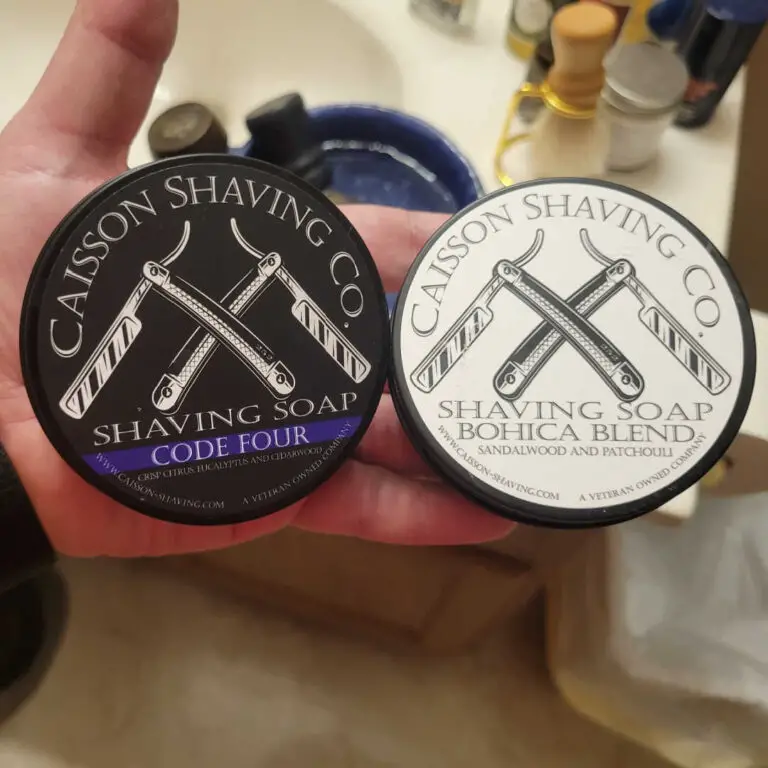 CAISSON SHAVING CO.
SHAVING SOAP
CODE FOUR
CRISP CITRUS, EUCALYPTUS AND CEDARWOOD
WWW.CAISSON-SHAVING.COM A VETERAN OWNED COMPANY
CAISSON SHAVING CO.
SHAVING SOAP
BOHICA BLEND
SANDALWOOD AND PATCHOULI
WWW.CAISSON-SHAVING.COM A VETERAN OWNED COMPANY